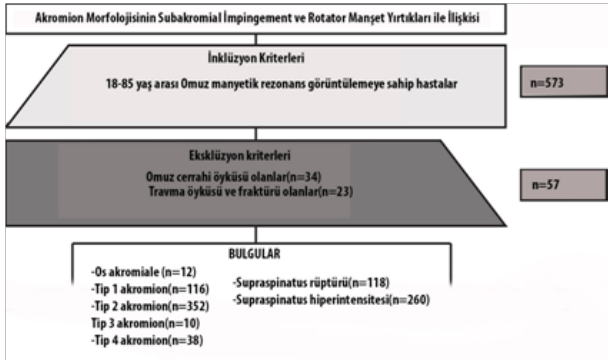 Akromion Morfolojisinin Subakromial İmpingement ve Rotator Manşet Yırtıkları ile İlişkisi
İnklüzyon Kriterleri
18-85 yaş arası Omuz manyetik rezonans görüntülemeye sahip hastalar
n=573
Eksklüzyon kriterleri
Omuz cerrahi öyküsü olanlar(n=34)
Travma öyküsü ve fraktürü olanlar(n=23)
n=57
BULGULAR
-Os akromiale (n=12)
-Tip 1 akromion(n=116)
-Tip 2 akromion(n=352)
Tip 3 akromion(n=10)
-Tip 4 akromion(n=38)
-Supraspinatus rüptürü(n=118)
-Supraspinatus hiperintensitesi(n=260)